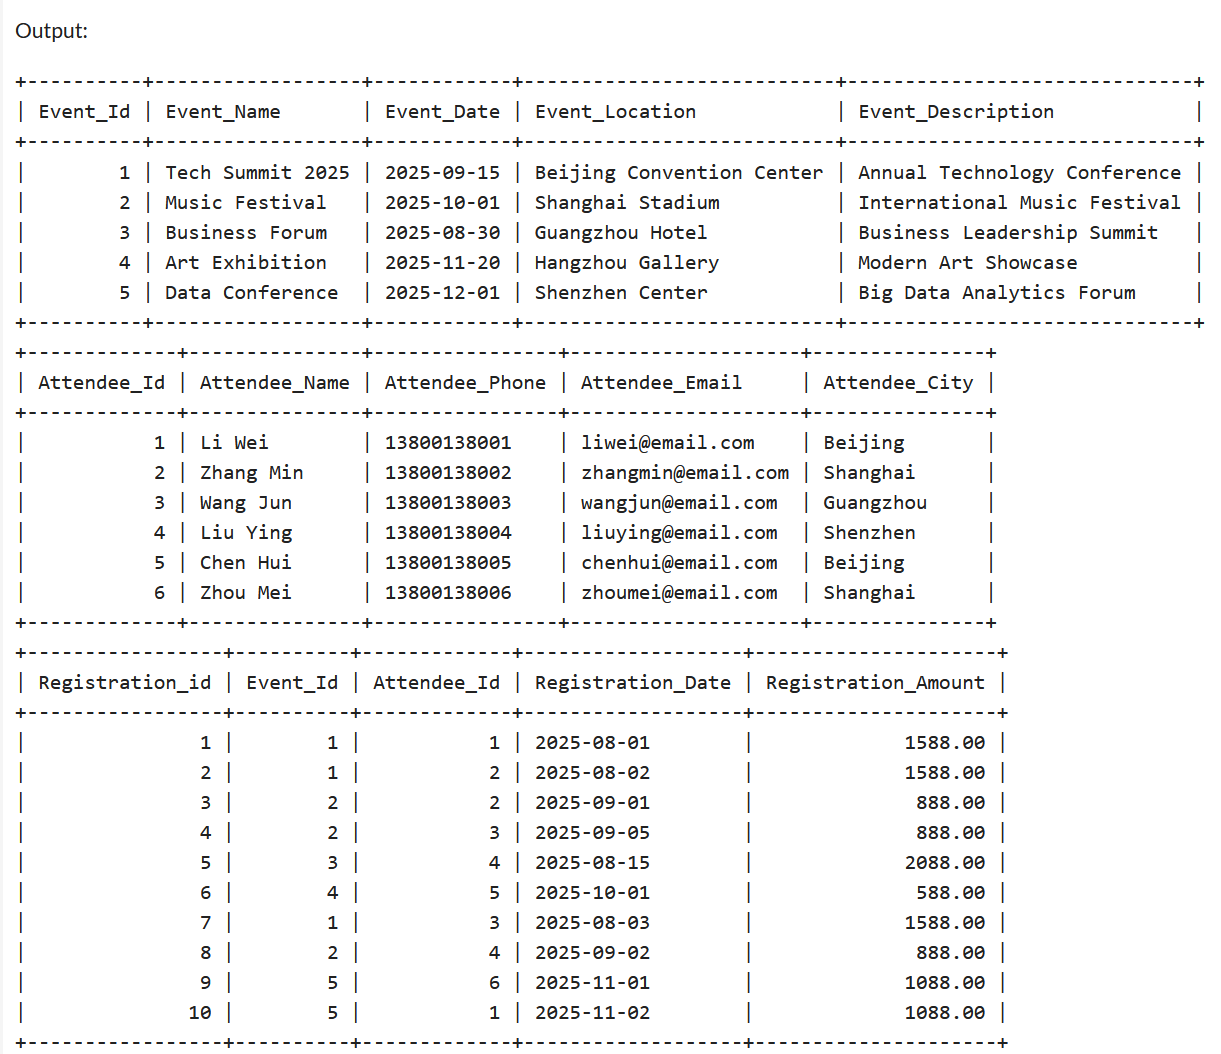 Output:
+----------+------------------+------------+---------------------------+------------------------------+
| Event_Id | Event_Name       | Event_Date | Event_Location            | Event_Description            |
+----------+------------------+------------+---------------------------+------------------------------+
|        1 | Tech Summit 2025 | 2025-09-15 | Beijing Convention Center | Annual Technology Conference |
|        2 | Music Festival   | 2025-10-01 | Shanghai Stadium          | International Music Festival |
|        3 | Business Forum   | 2025-08-30 | Guangzhou Hotel           | Business Leadership Summit   |
|        4 | Art Exhibition   | 2025-11-20 | Hangzhou Gallery          | Modern Art Showcase          |
|        5 | Data Conference  | 2025-12-01 | Shenzhen Center           | Big Data Analytics Forum     |
+----------+------------------+------------+---------------------------+------------------------------+
+-------------+---------------+----------------+--------------------+---------------+
| Attendee_Id | Attendee_Name | Attendee_Phone | Attendee_Email     | Attendee_City |
+-------------+---------------+----------------+--------------------+---------------+
|           1 | Li Wei        | 13800138001    | liwei@email.com    | Beijing       |
|           2 | Zhang Min     | 13800138002    | zhangmin@email.com | Shanghai      |
|           3 | Wang Jun      | 13800138003    | wangjun@email.com  | Guangzhou     |
|           4 | Liu Ying      | 13800138004    | liuying@email.com  | Shenzhen      |
|           5 | Chen Hui      | 13800138005    | chenhui@email.com  | Beijing       |
|           6 | Zhou Mei      | 13800138006    | zhoumei@email.com  | Shanghai      |
+-------------+---------------+----------------+--------------------+---------------+
+-----------------+----------+-------------+-------------------+---------------------+
| Registration_id | Event_Id | Attendee_Id | Registration_Date | Registration_Amount |
+-----------------+----------+-------------+-------------------+---------------------+
|               1 |        1 |           1 | 2025-08-01        |             1588.00 |
|               2 |        1 |           2 | 2025-08-02        |             1588.00 |
|               3 |        2 |           2 | 2025-09-01        |              888.00 |
|               4 |        2 |           3 | 2025-09-05        |              888.00 |
|               5 |        3 |           4 | 2025-08-15        |             2088.00 |
|               6 |        4 |           5 | 2025-10-01        |              588.00 |
|               7 |        1 |           3 | 2025-08-03        |             1588.00 |
|               8 |        2 |           4 | 2025-09-02        |              888.00 |
|               9 |        5 |           6 | 2025-11-01        |             1088.00 |
|              10 |        5 |           1 | 2025-11-02        |             1088.00 |
+-----------------+----------+-------------+-------------------+---------------------+